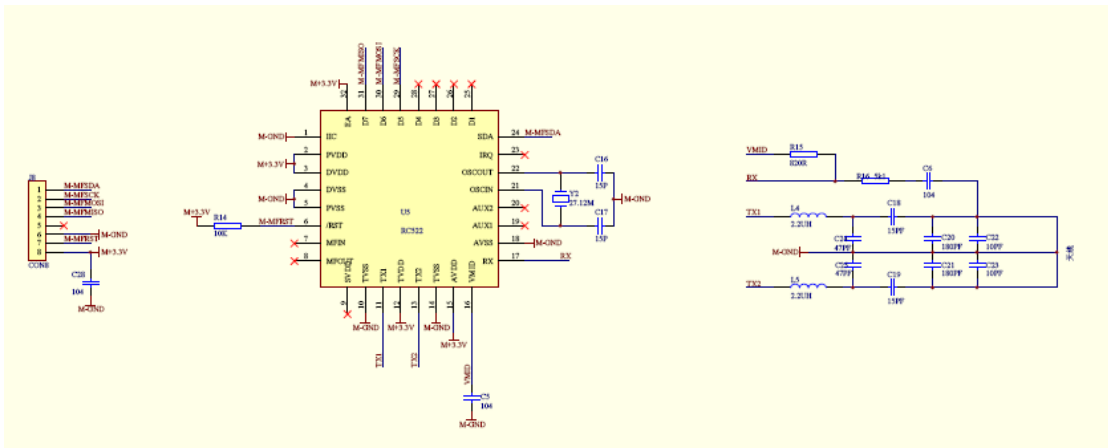 J8
1 M-MFSDA
2 M-MFSCK
3 M-MFMOSI
4 M-MFMISO
5
6 M-GND
7 M-MFRST
8 M+3.3V
CON8
C28
104
M-GND
M+3.3V
R14
10K
M-MFRST
M+3.3V
M-MFMISO
M-MFMOSI
M-MFSCK
32 31 30 29 28 27 26 25
EA D7 D6 D5 D4 D3 D2 D1
M-GND 1 IIC
2 PVDD
M+3.3V
3 DVDD
4 DVSS
M-GND
5 PVSS
6 /RST
7 MFIN
8 MFOUT
U5
RC522
SDA 24 M-MFSDA
IRQ 23
OSCOUT 22
OSCIN 21
AUX2 20
AUX1 19
AVSS 18 M-GND
RX 17 RX
SVDD TVSS TX1 TVDD TX2 TVSS AVDD VMID
9 10 11 12 13 14 15 16
M-GND
M+3.3V
M-GND
M+3.3V
TX1
TX2
VMID
C5
104
M-GND
C16
15P
Y2
27.12M
M-GND
C17
15P
VMID
R15
820R
RX
R16 5k1
C6
104
TX1
L4
2.2UH
C18
15PF
C24
47PF
C20
180PF
C22
10PF
M-GND
C25
47PF
C21
180PF
C23
10PF
天线
TX2
L5
2.2UH
C19
15PF